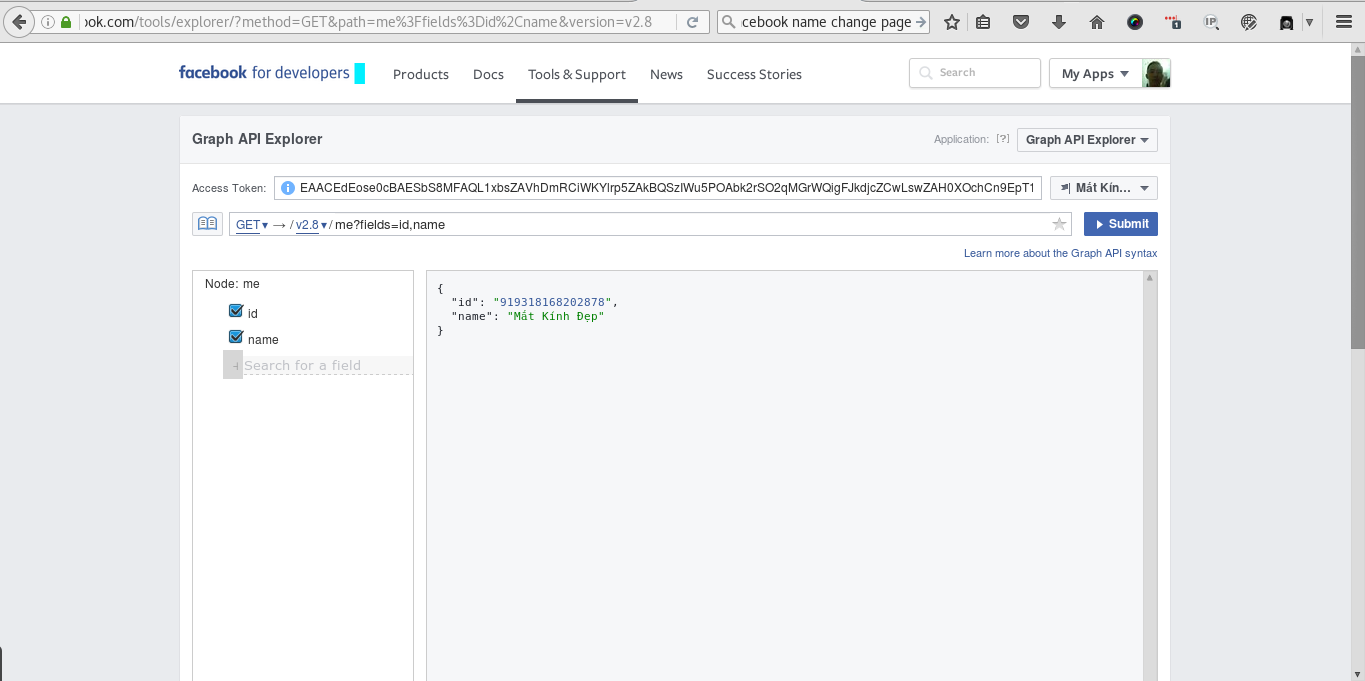 ook.com/tools/explorer/?method=GET&path=me%3Ffields%3Did%2Cname&version=v2.8 cebook name change page
facebook for developers Products Docs Tools & Support News Success Stories Search My Apps
Graph API Explorer Application: [?] Graph API Explorer
Access Token: EAACEdEose0cBAESbS8MFAQL1xbsZAVhDmRCiWKYlrp5ZAkBQSzIWu5POAbk2rSO2qMGrWQigFJkdjcZCwLswZAH0XOchCn9EpT1 Mắt Kín...
GET → / v2.8 / me?fields=id,name Submit
Learn more about the Graph API syntax
Node: me
id
name
Search for a field
{
"id": "919318168202878",
"name": "Mắt Kính Đẹp"
}